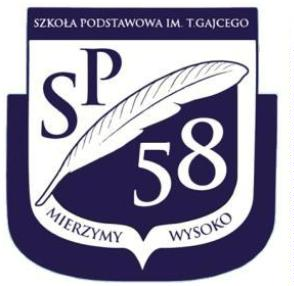 SZKOŁA PODSTAWOWA IM. T.GAJCEGO
SP
58
MIERZYMY WYSOKO